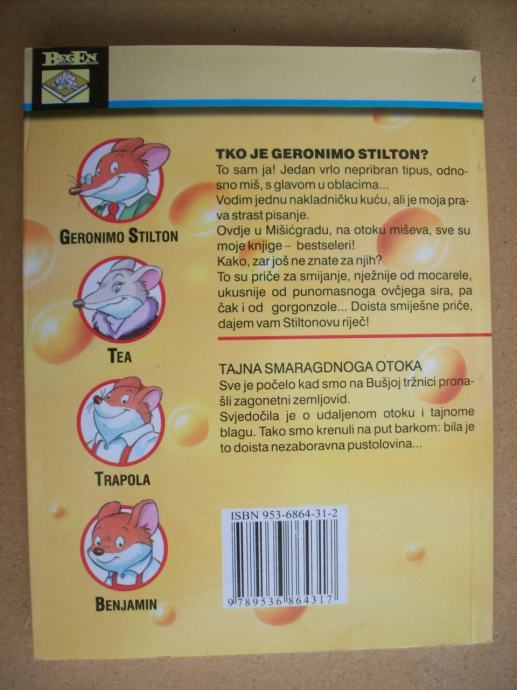 BEGEN
GERONIMO STILTON
TEA
TRAPOLA
BENJAMIN
TKO JE GERONIMO STILTON?
To sam ja! Jedan vrlo nepribran tipus, odno-
sno miš, s glavom u oblacima...
Vodim jednu nakladničku kuću, ali je moja pra-
va strast pisanje.
Ovdje u Mišićgradu, na otoku miševa, sve su
moje knjige – bestseleri!
Kako, zar još ne znate za njih?
To su priče za smijanje, nježnije od mocarele,
ukusnije od punomasnoga ovčjega sira, pa
čak i od gorgonzole... Doista smiješne priče,
dajem vam Stiltonovu riječ!
TAJNA SMARAGDNOGA OTOKA
Sve je počelo kad smo na Bušjoj tržnici prona-
šli zagonetni zemljovid.
Svjedočila je o udaljenom otoku i tajnome
blagu. Tako smo krenuli na put barkom: bila je
to doista nezaboravna pustolovina...
ISBN 953-6864-31-2
9 789536 864317